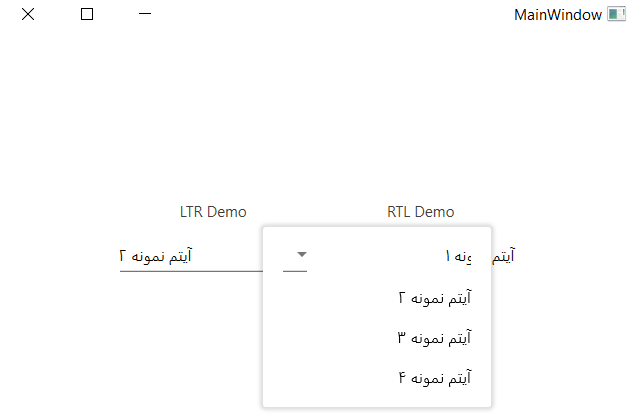 MainWindow
RTL Demo
LTR Demo
آیتم ونه ۱
آیتم نمونه ۲
آیتم نمونه ۲
آیتم نمونه ۳
آیتم نمونه ۴